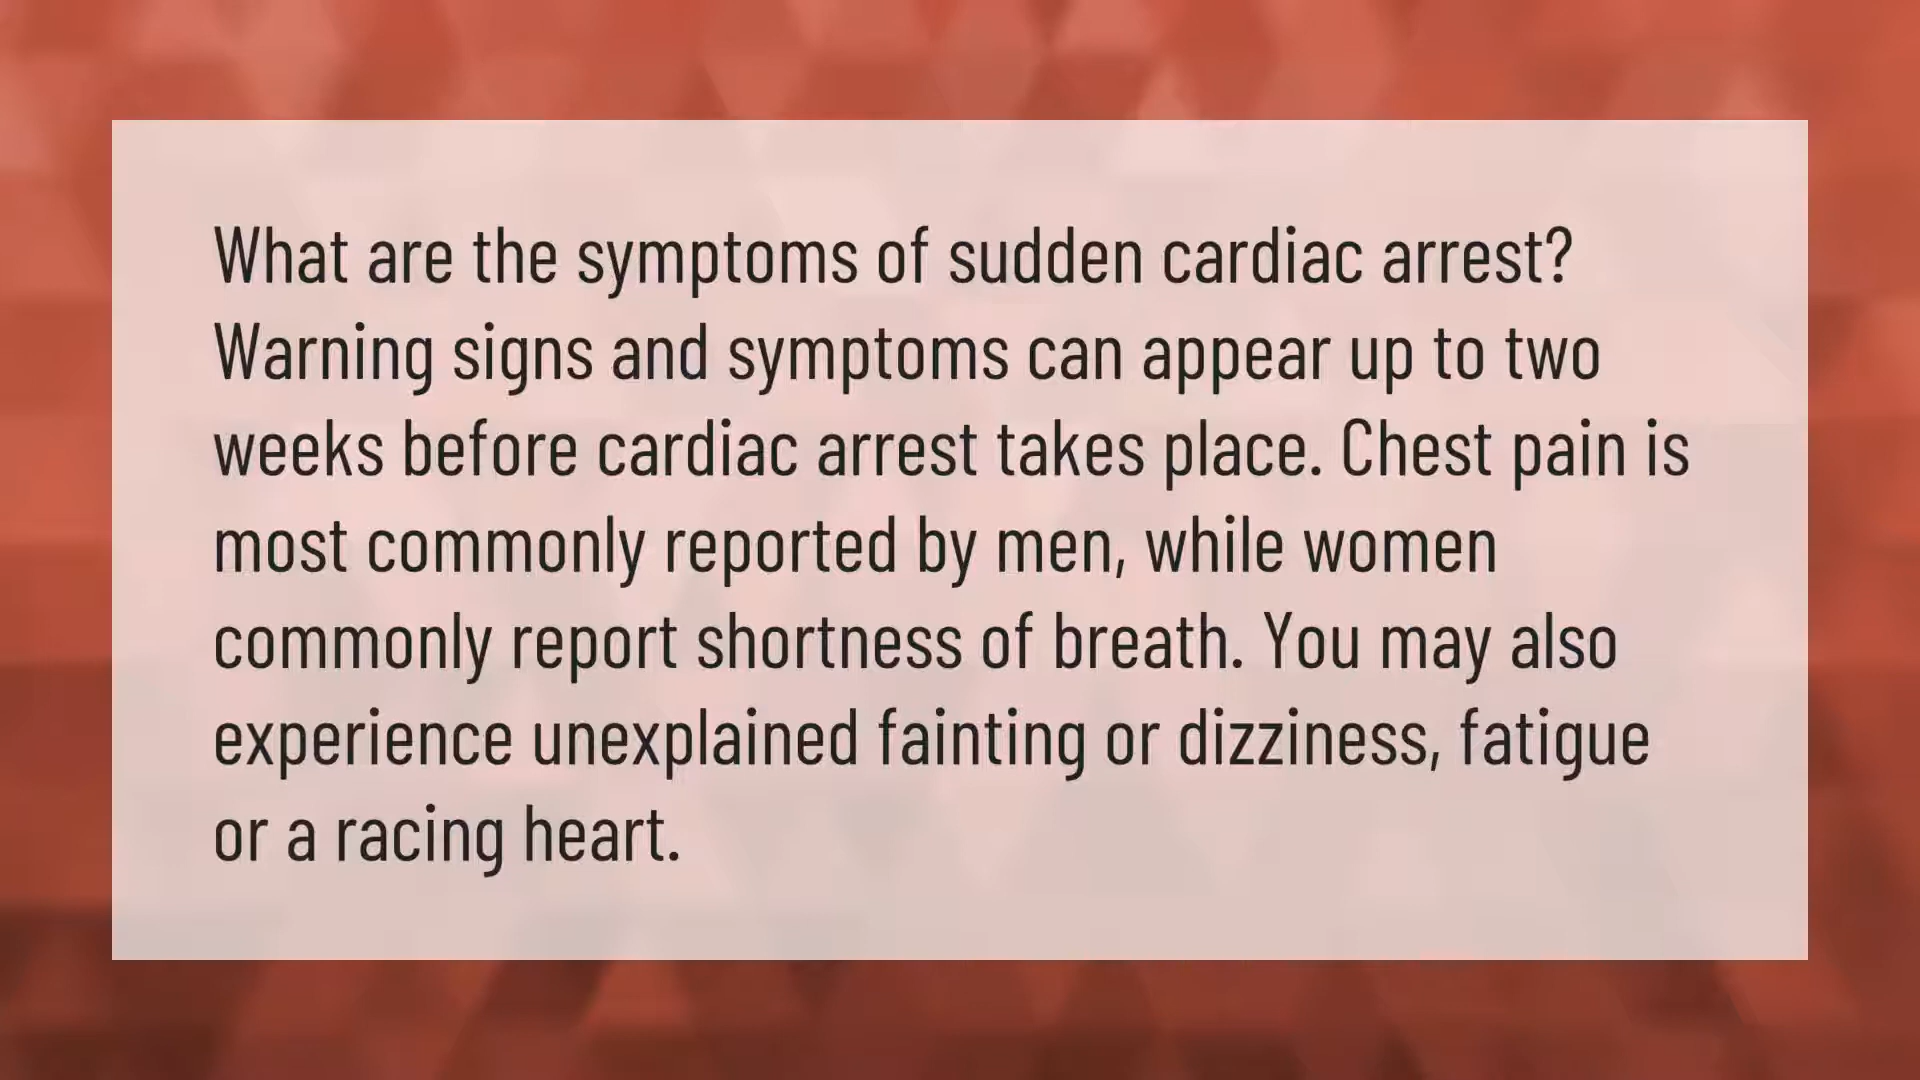 What are the symptoms of sudden cardiac arrest?
Warning signs and symptoms can appear up to two
weeks before cardiac arrest takes place. Chest pain is
most commonly reported by men, while women
commonly report shortness of breath. You may also
experience unexplained fainting or dizziness, fatigue
or a racing heart.